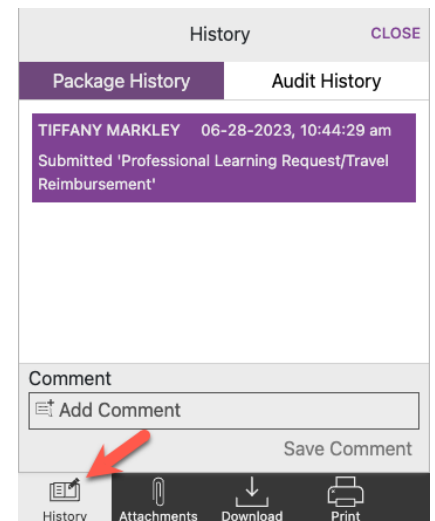 History CLOSE
Package History Audit History
TIFFANY MARKLEY 06-28-2023, 10:44:29 am
Submitted 'Professional Learning Request/Travel
Reimbursement'
Comment
Add Comment
Save Comment
History Attachments Download Print